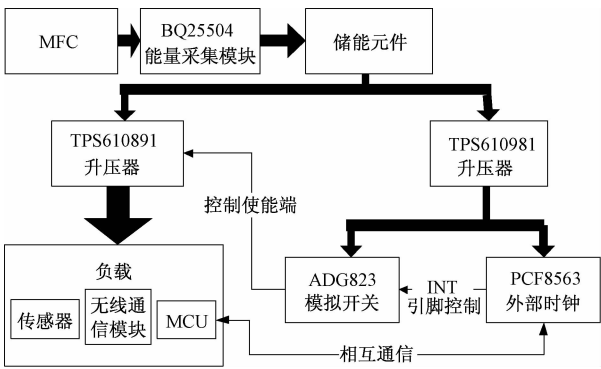 MFC
BQ25504
能量采集模块
储能元件
TPS610891
升压器
TPS610981
升压器
控制使能端
负载
传感器
无线通
信模块
MCU
ADG823
模拟开关
INT
引脚控制
PCF8563
外部时钟
相互通信